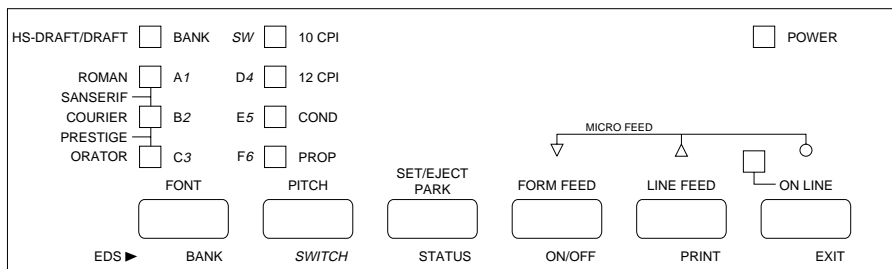 HS-DRAFT/DRAFT BANK SW 10 CPI POWER
ROMAN A1 D4 12 CPI
SANSERIF
COURIER B2 E5 COND
MICRO FEED
PRESTIGE
ORATOR C3 F6 PROP
FONT PITCH SET/EJECT PARK FORM FEED LINE FEED ON LINE
EDS BANK SWITCH STATUS ON/OFF PRINT EXIT